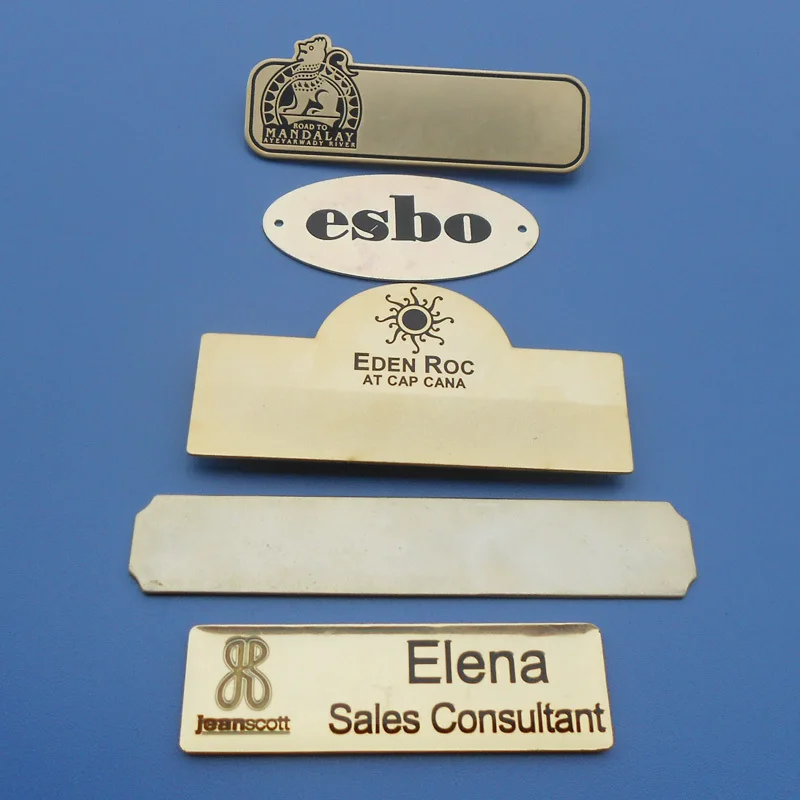 ROAD TO
MANDALAY
AYEYARWADY RIVER
esbo
EDEN ROC
AT CAP CANA
Elena
jeanscott
Sales Consultant